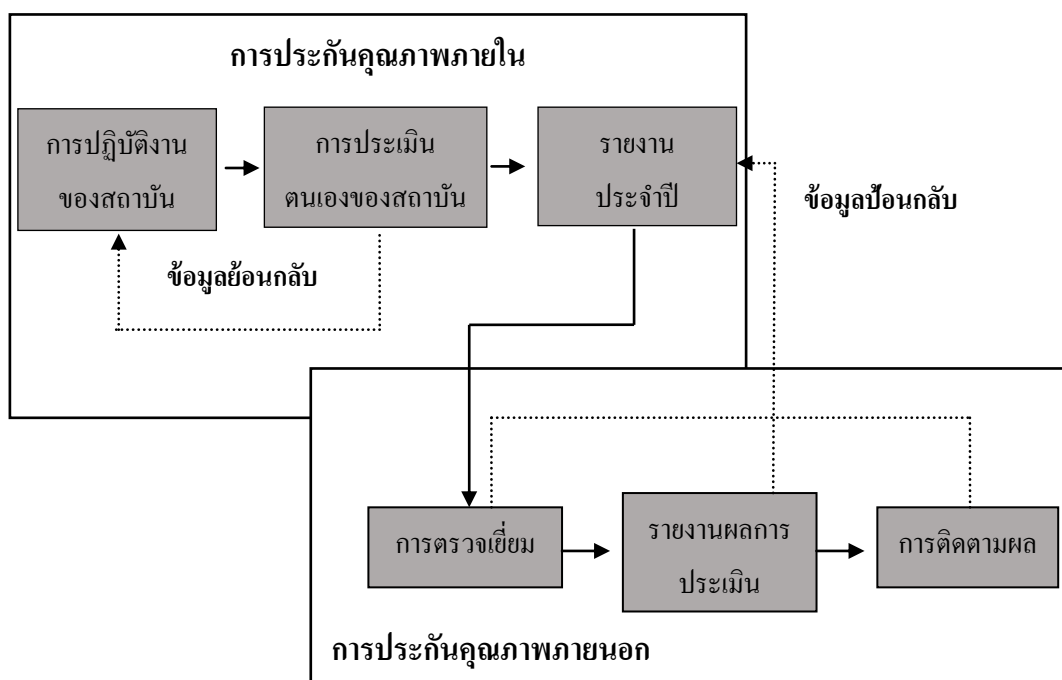 การประกันคุณภาพภายใน
การปฏิบัติงาน
ของสถาบัน
การประเมิน
ตนเองของสถาบัน
รายงาน
ประจำปี
ข้อมูลป้อนกลับ
ข้อมูลย้อนกลับ
การตรวจเยี่ยม
รายงานผลการ
ประเมิน
การติดตามผล
การประกันคุณภาพภายนอก